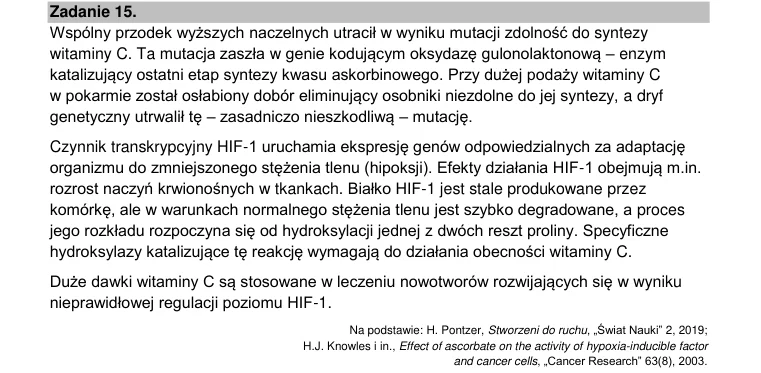 Zadanie 15.
Wspólny przodek wyższych naczelnych utracił w wyniku mutacji zdolność do syntezy
witaminy C. Ta mutacja zaszła w genie kodującym oksydazę gulonolaktonową – enzym
katalizujący ostatni etap syntezy kwasu askorbinowego. Przy dużej podaży witaminy C
w pokarmie został osłabiony dobór eliminujący osobniki niezdolne do jej syntezy, a dryf
genetyczny utrwalił tę – zasadniczo nieszkodliwą – mutację.
Czynnik transkrypcyjny HIF-1 uruchamia ekspresję genów odpowiedzialnych za adaptację
organizmu do zmniejszonego stężenia tlenu (hipoksji). Efekty działania HIF-1 obejmują m.in.
rozrost naczyń krwionośnych w tkankach. Białko HIF-1 jest stale produkowane przez
komórkę, ale w warunkach normalnego stężenia tlenu jest szybko degradowane, a proces
jego rozkładu rozpoczyna się od hydroksylacji jednej z dwóch reszt proliny. Specyficzne
hydroksylazy katalizujące tę reakcję wymagają do działania obecności witaminy C.
Duże dawki witaminy C są stosowane w leczeniu nowotworów rozwijających się w wyniku
nieprawidłowej regulacji poziomu HIF-1.
Na podstawie: H. Pontzer, Stworzeni do ruchu, „Świat Nauki” 2, 2019;
H.J. Knowles i in., Effect of ascorbate on the activity of hypoxia-inducible factor
and cancer cells, „Cancer Research” 63(8), 2003.